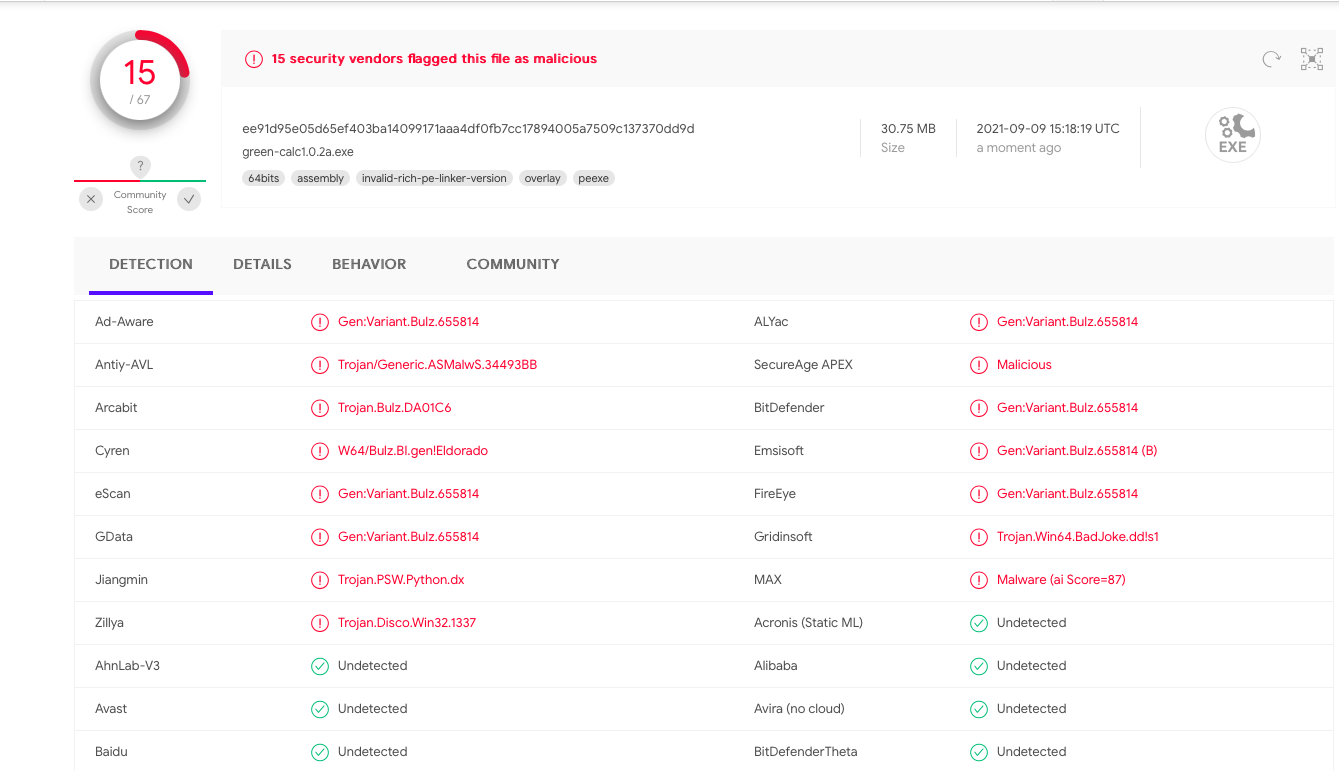 15
/ 67
15 security vendors flagged this file as malicious
ee91d95e05d65ef403ba14099171aaa4df0fb7cc17894005a7509c137370dd9d
green-calc1.0.2a.exe
64bits assembly invalid-rich-pe-linker-version overlay peexe
30.75 MB
Size
2021-09-09 15:18:19 UTC
a moment ago
EXE
?
Community
Score
DETECTION DETAILS BEHAVIOR COMMUNITY
Ad-Aware Gen:Variant.Bulz.655814 ALYac Gen:Variant.Bulz.655814
Antiy-AVL Trojan/Generic.ASMalwS.34493BB SecureAge APEX Malicious
Arcabit Trojan.Bulz.DA01C6 BitDefender Gen:Variant.Bulz.655814
Cyren W64/Bulz.BI.gen!Eldorado Emsisoft Gen:Variant.Bulz.655814 (B)
eScan Gen:Variant.Bulz.655814 FireEye Gen:Variant.Bulz.655814
GData Gen:Variant.Bulz.655814 Gridinsoft Trojan.Win64.BadJoke.dd!s1
Jiangmin Trojan.PSW.Python.dx MAX Malware (ai Score=87)
Zillya Trojan.Disco.Win32.1337 Acronis (Static ML) Undetected
AhnLab-V3 Undetected Alibaba Undetected
Avast Undetected Avira (no cloud) Undetected
Baidu Undetected BitDefenderTheta Undetected